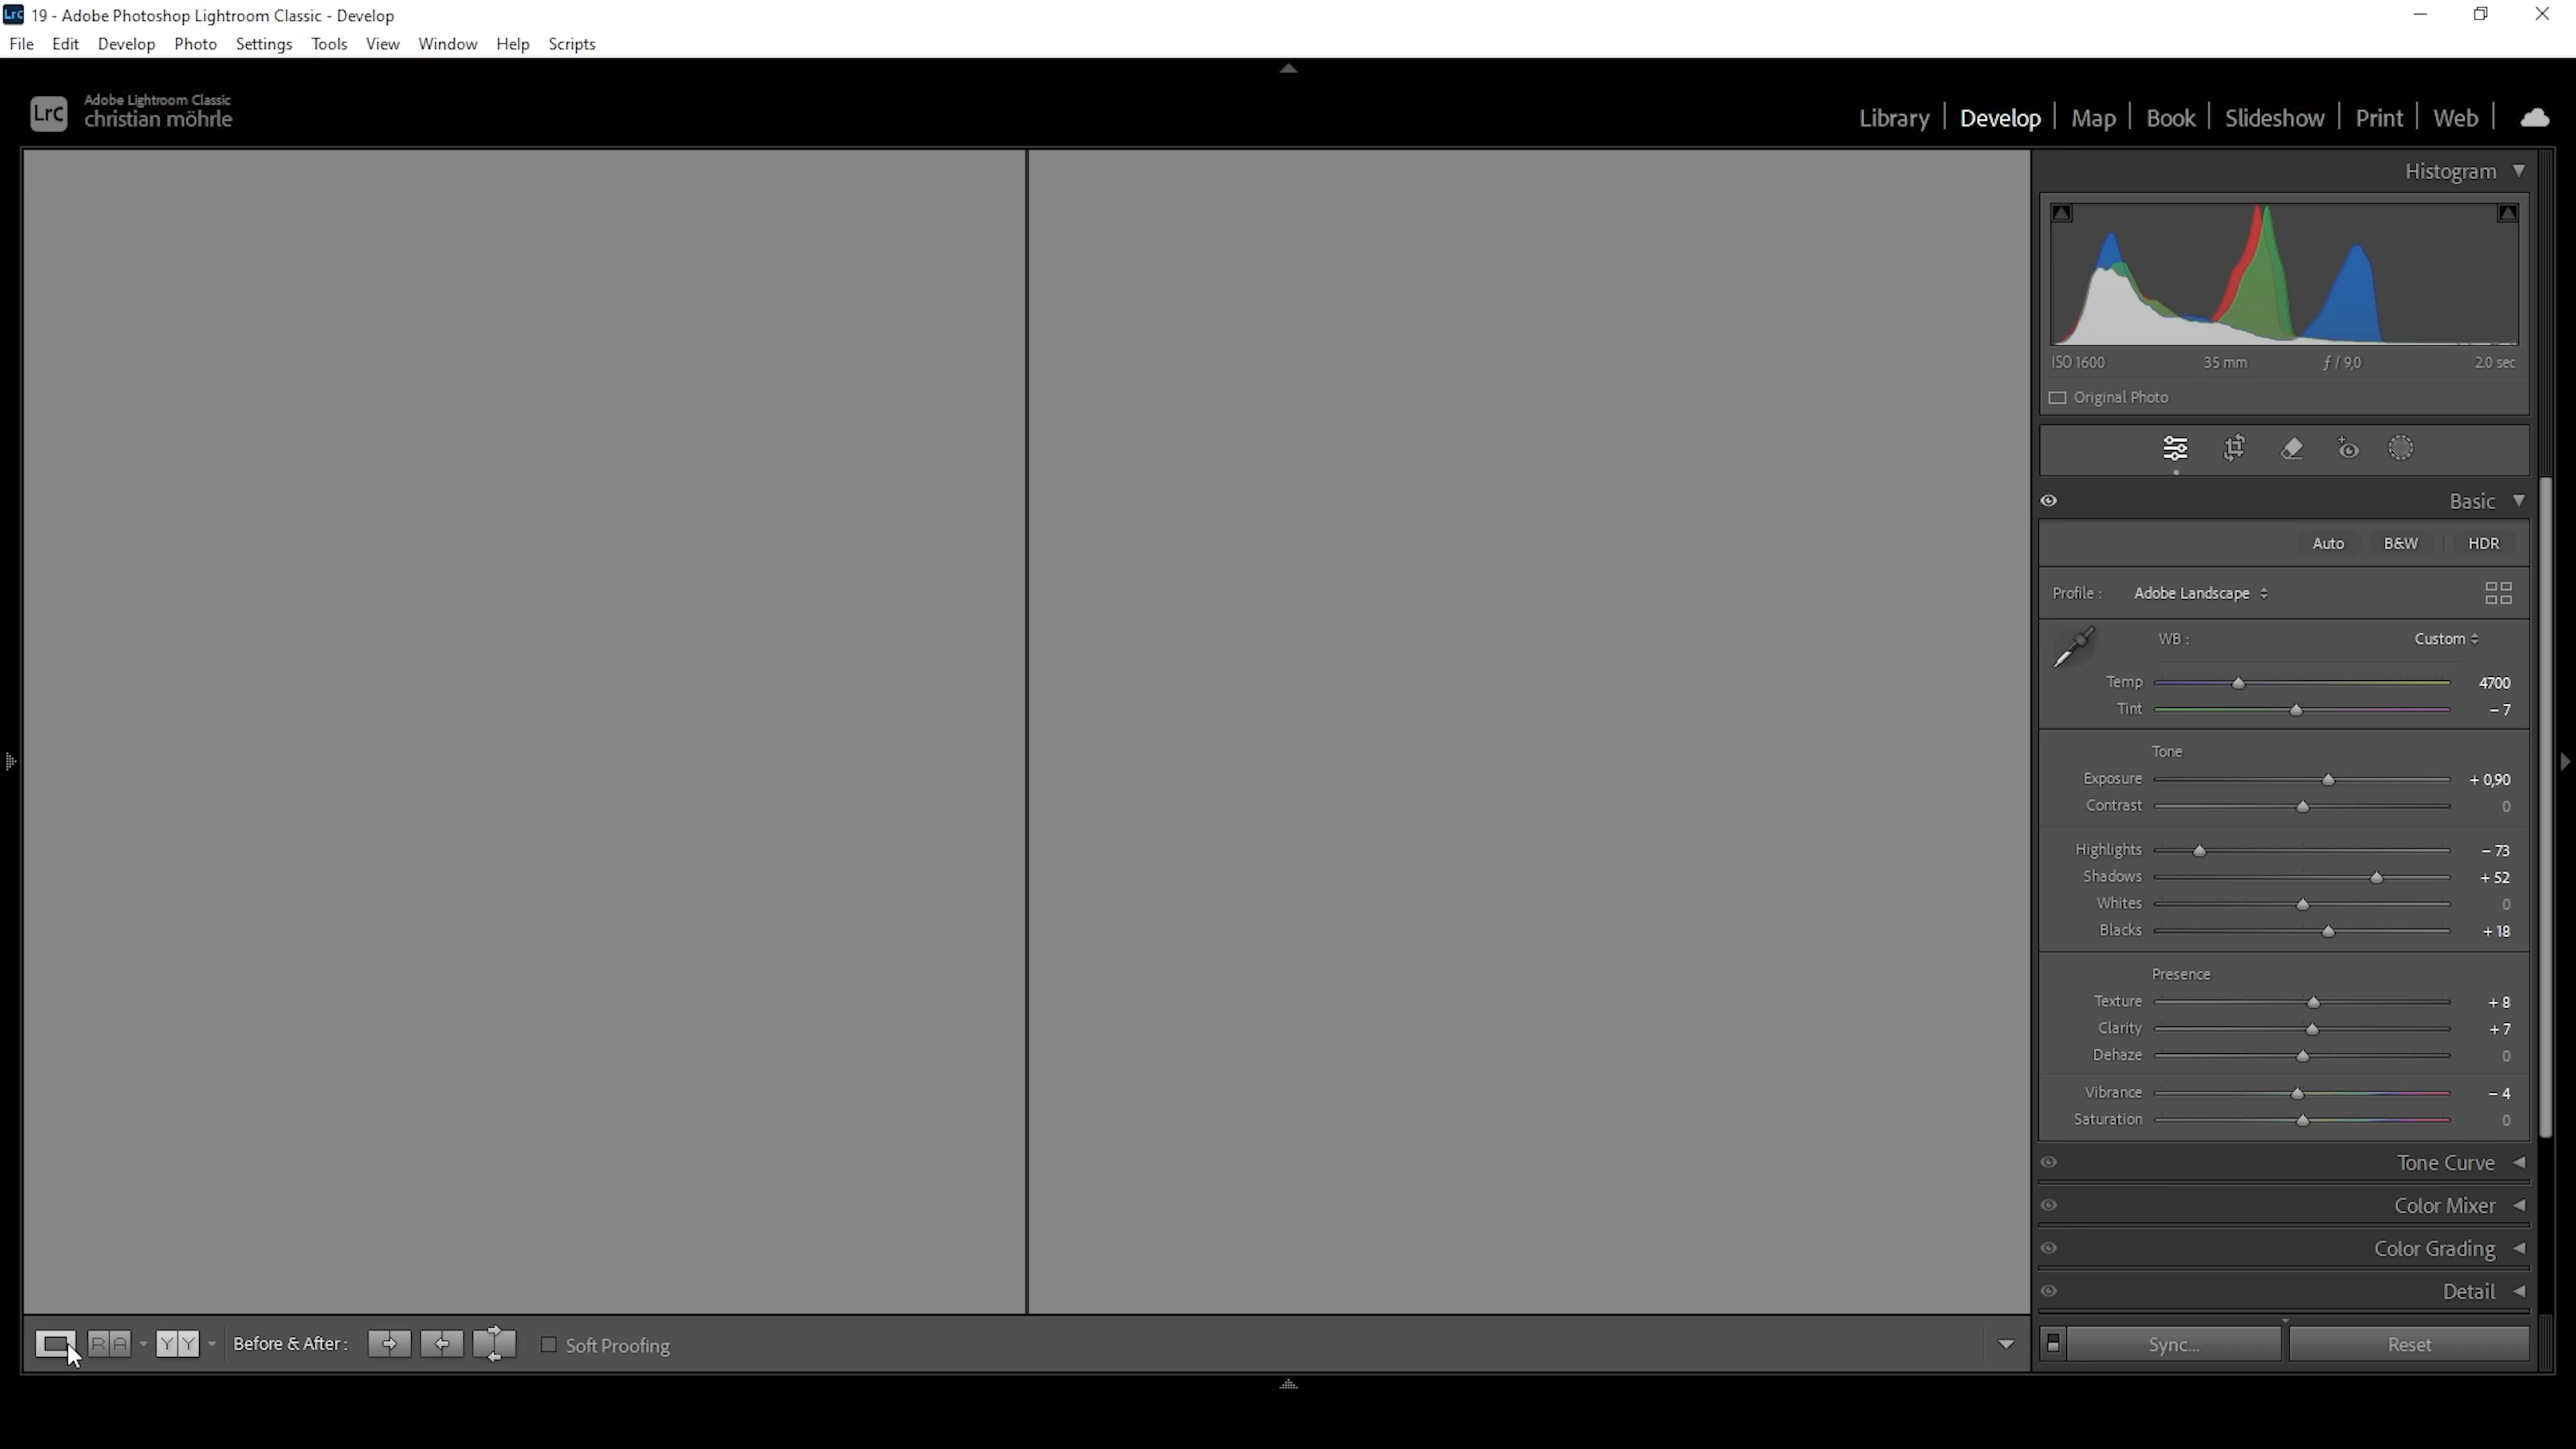 Lrc 19 - Adobe Photoshop Lightroom Classic - Develop
File Edit Develop Photo Settings Tools View Window Help Scripts
Lrc Adobe Lightroom Classic
christian möhrle
Library | Develop | Map | Book | Slideshow | Print | Web |
Histogram
ISO 1600 35 mm ƒ / 9,0 2.0 sec
Original Photo
Basic
Auto B&W HDR
Profile : Adobe Landscape
WB : Custom
Temp 4700
Tint – 7
Tone
Exposure + 0,90
Contrast 0
Highlights – 73
Shadows + 52
Whites 0
Blacks + 18
Presence
Texture + 8
Clarity + 7
Dehaze 0
Vibrance – 4
Saturation 0
Tone Curve
Color Mixer
Color Grading
Detail
R A Y Y Before & After : Soft Proofing
Sync... Reset